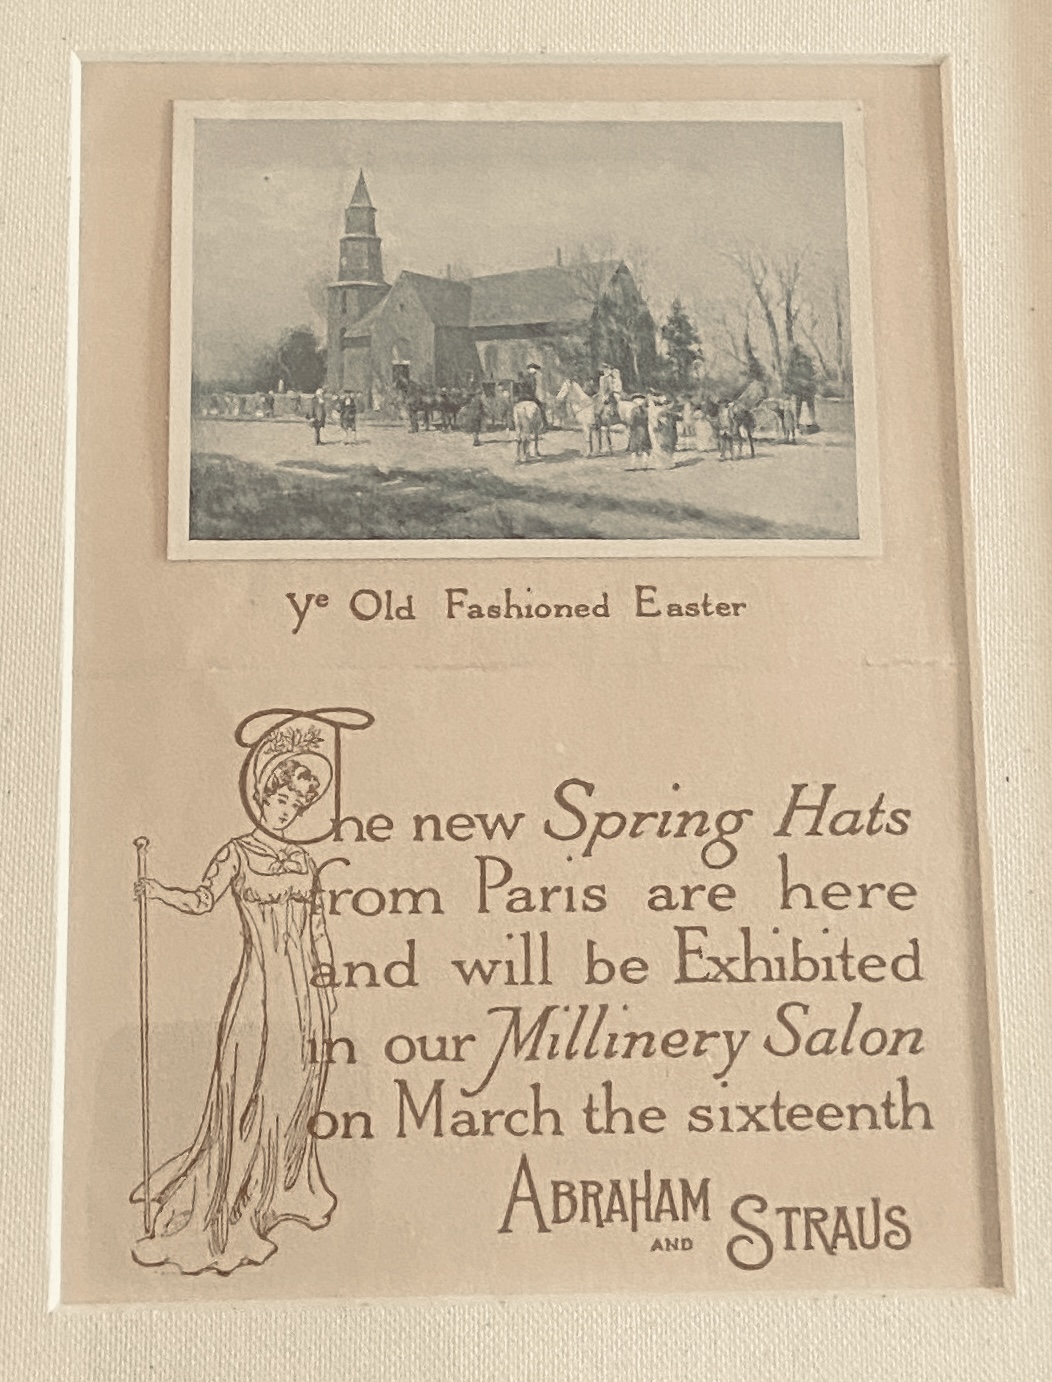 Ye Old Fashioned Easter
The new Spring Hats
from Paris are here
and will be Exhibited
in our Millinery Salon
on March the sixteenth
ABRAHAM AND STRAUS